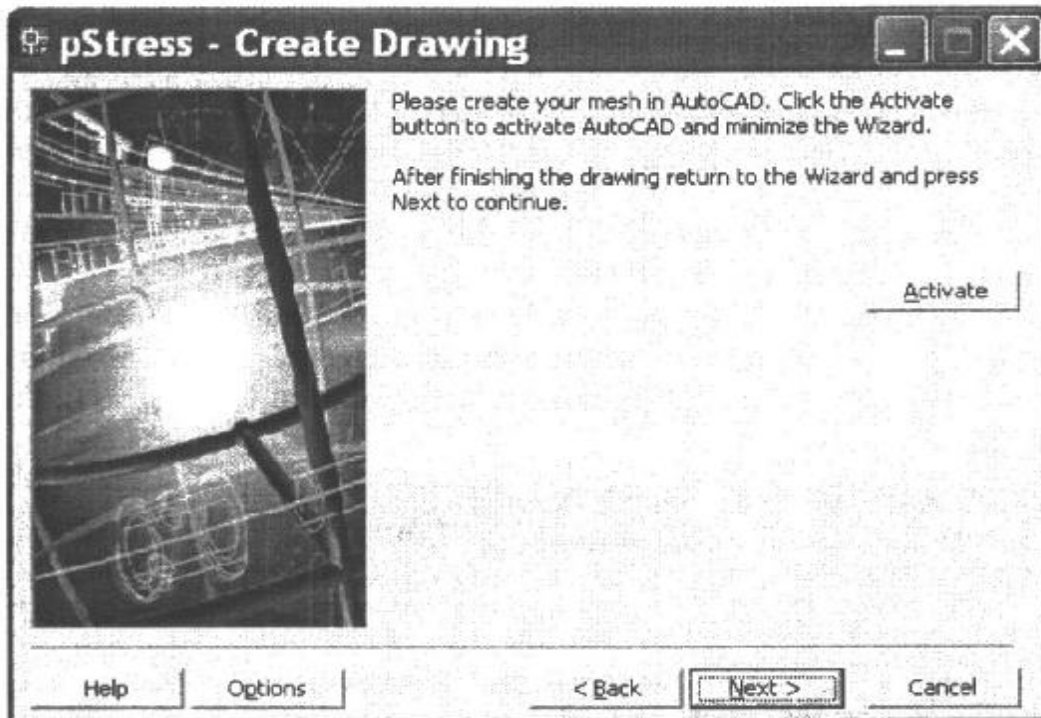 pStress - Create Drawing
Please create your mesh in AutoCAD. Click the Activate
button to activate AutoCAD and minimize the Wizard.
After finishing the drawing return to the Wizard and press
Next to continue.
Activate
Help
Options
< Back
Next >
Cancel